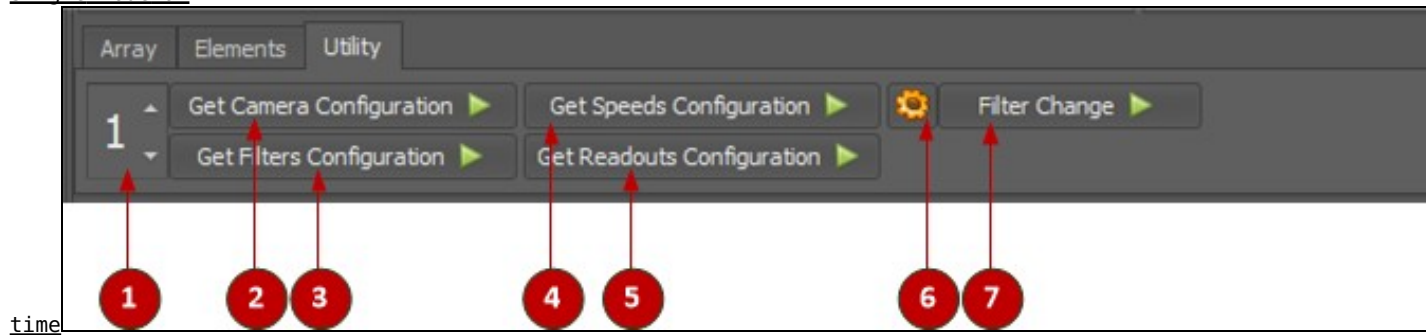 Array Elements Utility
1 Get Camera Configuration Get Speeds Configuration Filter Change
Get Filters Configuration Get Readouts Configuration
1 2 3 4 5 6 7
time